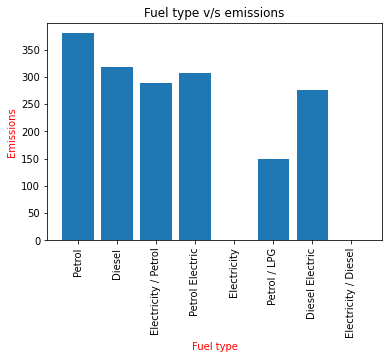 Fuel type v/s emissions
Emissions
350
300
250
200
150
100
50
0
Petrol
Diesel
Electricity / Petrol
Petrol Electric
Electricity
Petrol / LPG
Diesel Electric
Electricity / Diesel
Fuel type